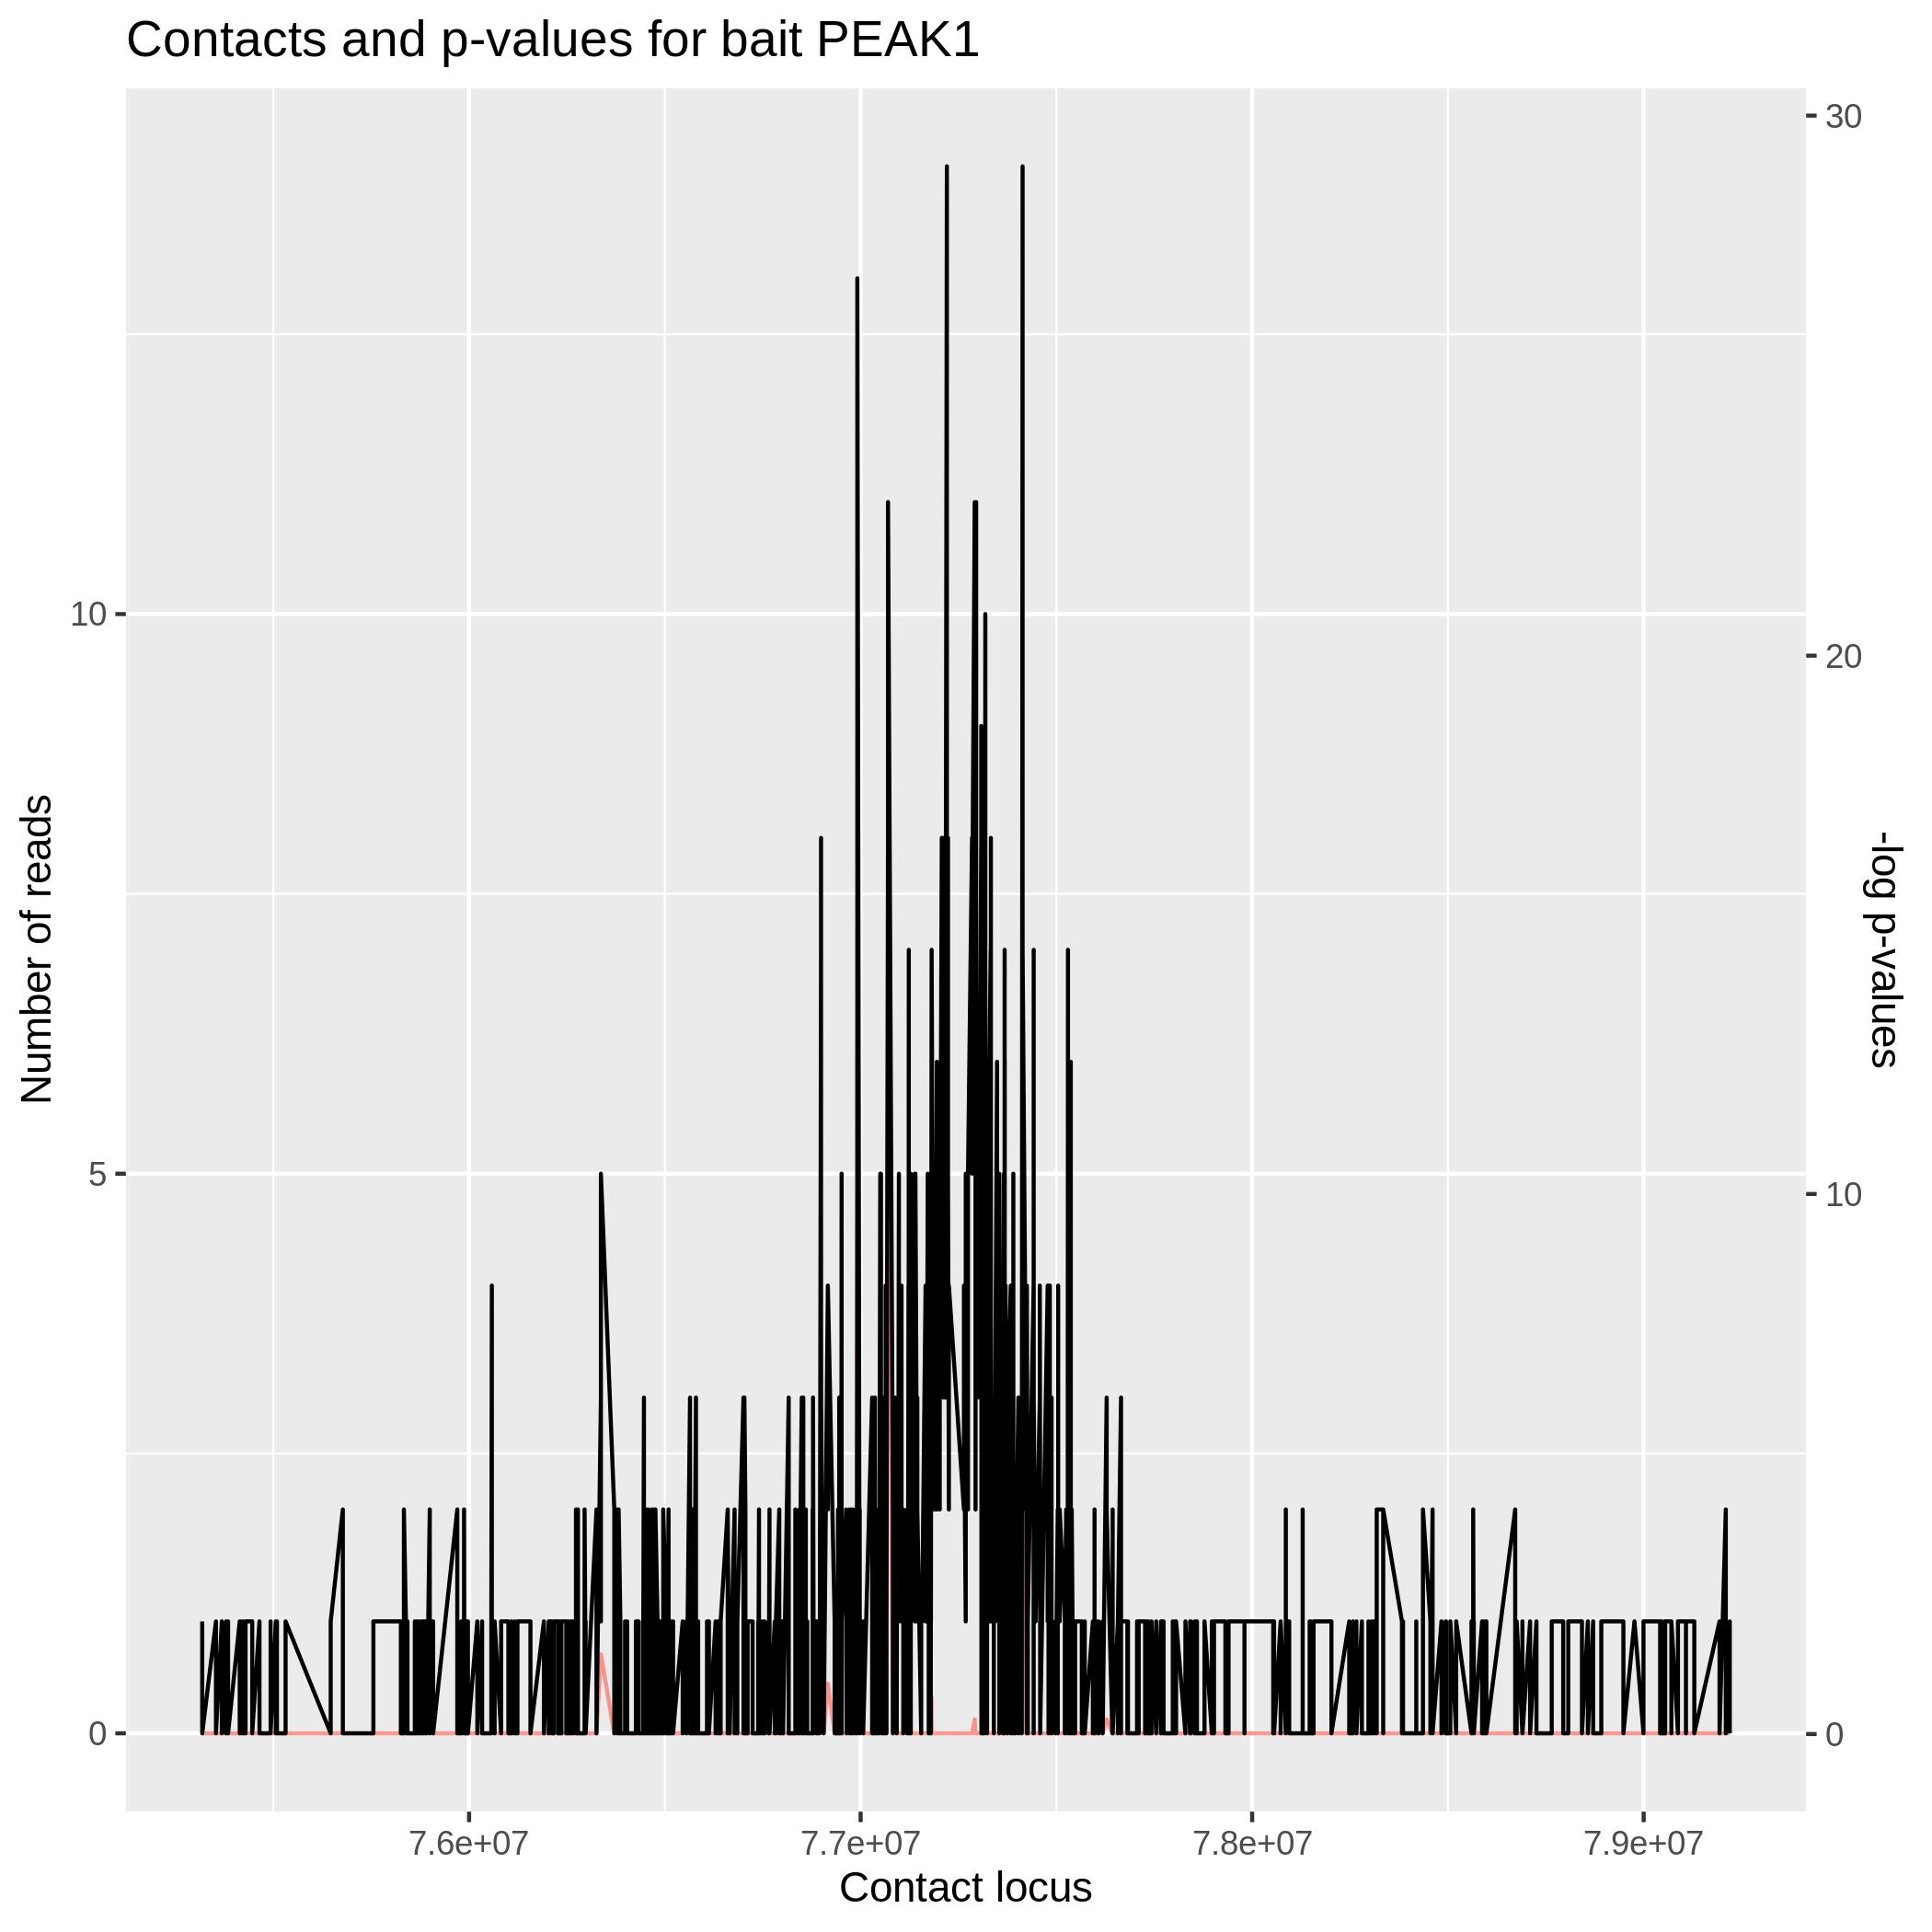 Contacts and p-values for bait PEAK1
30
10
20
Number of reads
-log p-values
5
10
0
0
7.6e+07
7.7e+07
7.8e+07
7.9e+07
Contact locus